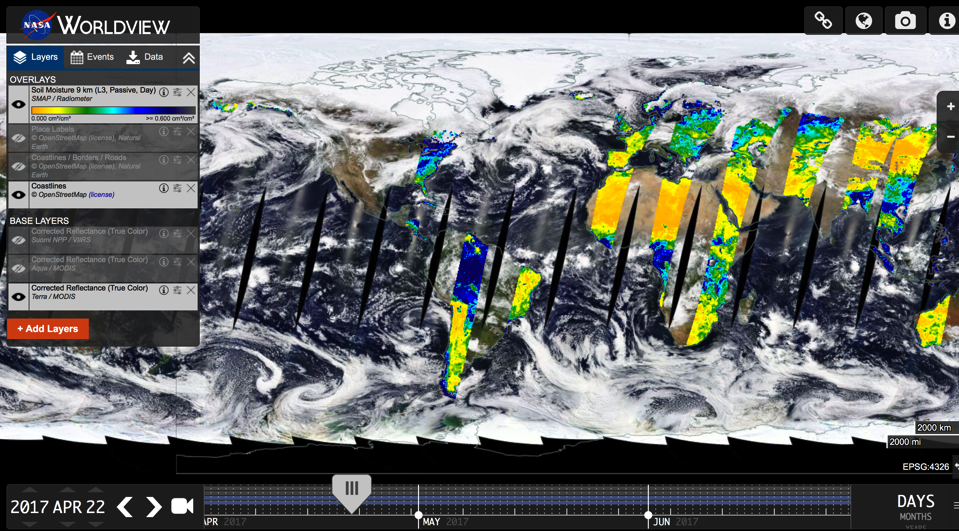 NASA WORLDVIEW
Layers Events Data
OVERLAYS
Soil Moisture 9 km (L3, Passive, Day)
SMAP / Radiometer
0.000 cm³/cm³ >= 0.600 cm³/cm³
Place Labels
© OpenStreetMap (license), Natural
Earth
Coastlines / Borders / Roads
© OpenStreetMap (license), Natural
Earth
Coastlines
© OpenStreetMap (license)
BASE LAYERS
Corrected Reflectance (True Color)
Suomi NPP / VIIRS
Corrected Reflectance (True Color)
Aqua / MODIS
Corrected Reflectance (True Color)
Terra / MODIS
+ Add Layers
2000 km
2000 mi
EPSG:4326
2017 APR 22
APR 2017 MAY 2017 JUN 2017
DAYS
MONTHS